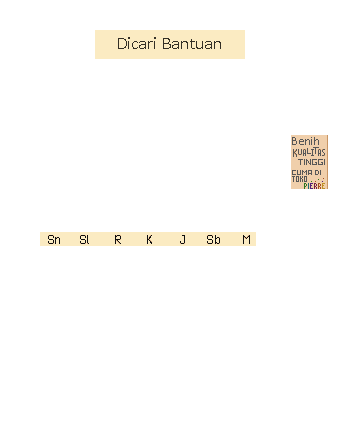 Dicari Bantuan
Benih
KUALITAS
TINGGI
CUMA DI
TOKO . . . .
PIERRE
Sn Sl R K J Sb M